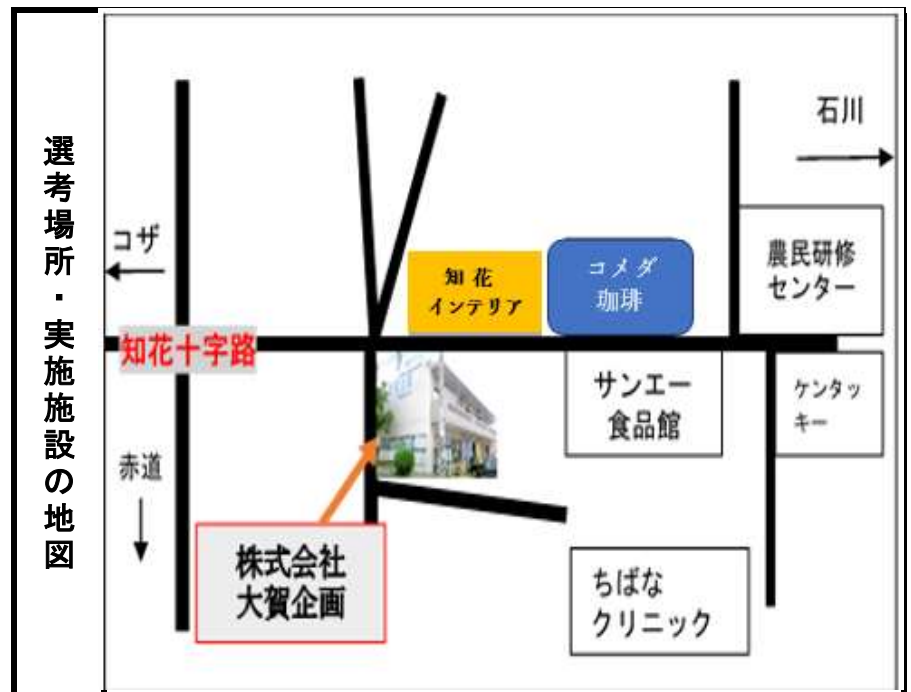 選考場所・実施施設の地図
石川
コザ
農民研修
センター
知花
インテリア
コメダ
珈琲
知花十字路
サンエー
食品館
ケンタッ
キー
赤道
株式会社
大賀企画
ちばな
クリニック